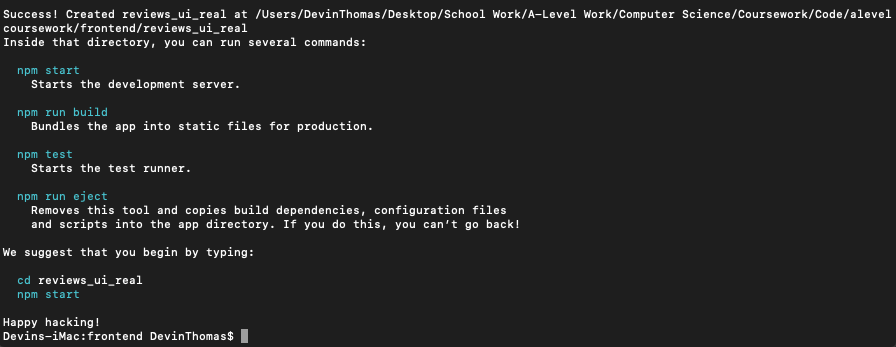 Success! Created reviews_ui_real at /Users/DevinThomas/Desktop/School Work/A-Level Work/Computer Science/Coursework/Code/alevel
coursework/frontend/reviews_ui_real
Inside that directory, you can run several commands:
npm start
Starts the development server.
npm run build
Bundles the app into static files for production.
npm test
Starts the test runner.
npm run eject
Removes this tool and copies build dependencies, configuration files
and scripts into the app directory. If you do this, you can’t go back!
We suggest that you begin by typing:
cd reviews_ui_real
npm start
Happy hacking!
Devins-iMac:frontend DevinThomas$